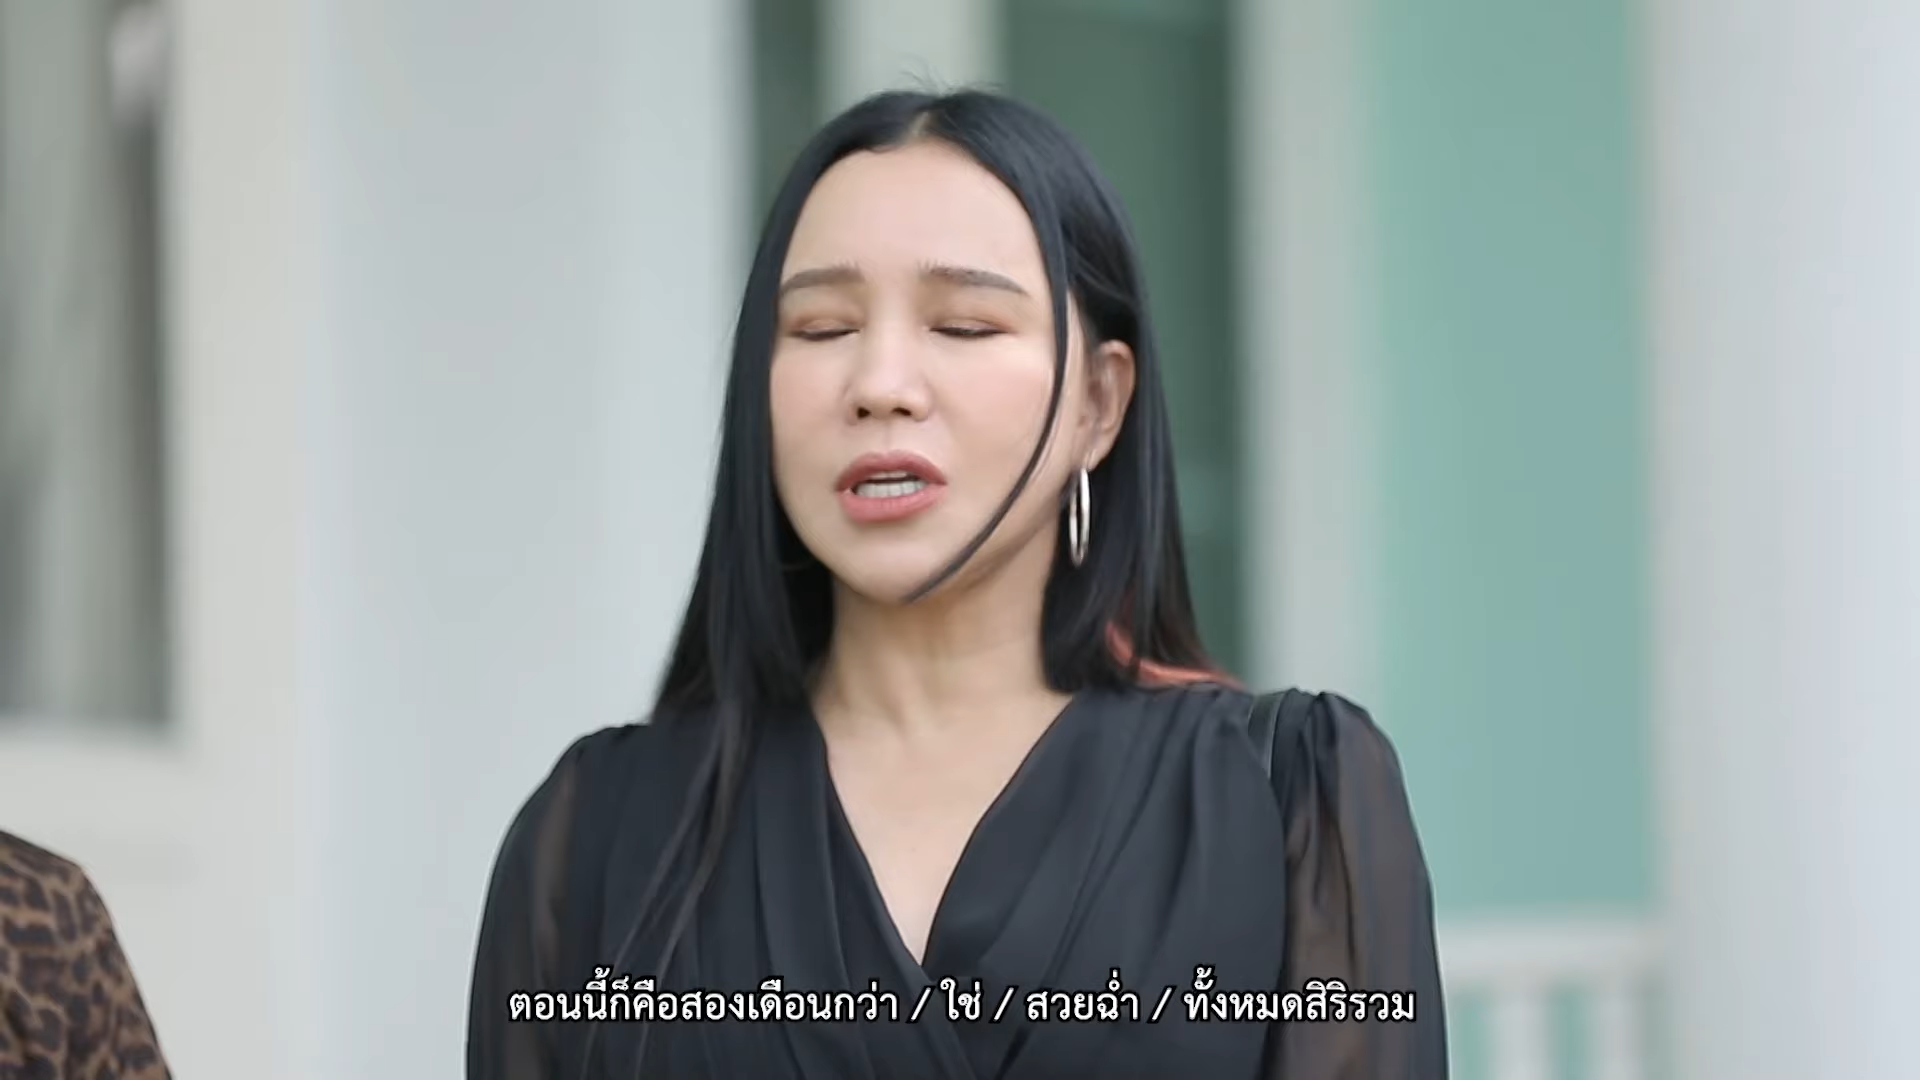 ตอนนี้ก็คือสองเดือนกว่า / ใช่ / สวยฉ่ำ / ทั้งหมดสิริรวม